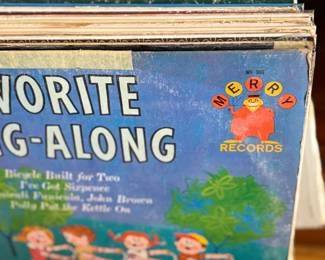 VORITE
G-ALONG
MERRY
RECORDS
Bicycle Built for Two
I've Got Sixpence
Funiculi Funicula, John Brown
Polly Put the Kettle On